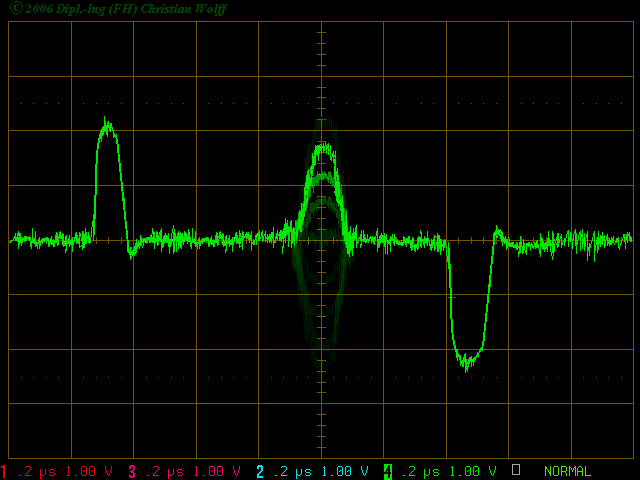 ©2006 Dipl.-Ing (FH) Christian Wolff
1 .2 µs 1.00 V 3 .2 µs 1.00 V 2 .2 µs 1.00 V 4 .2 µs 1.00 V NORMAL